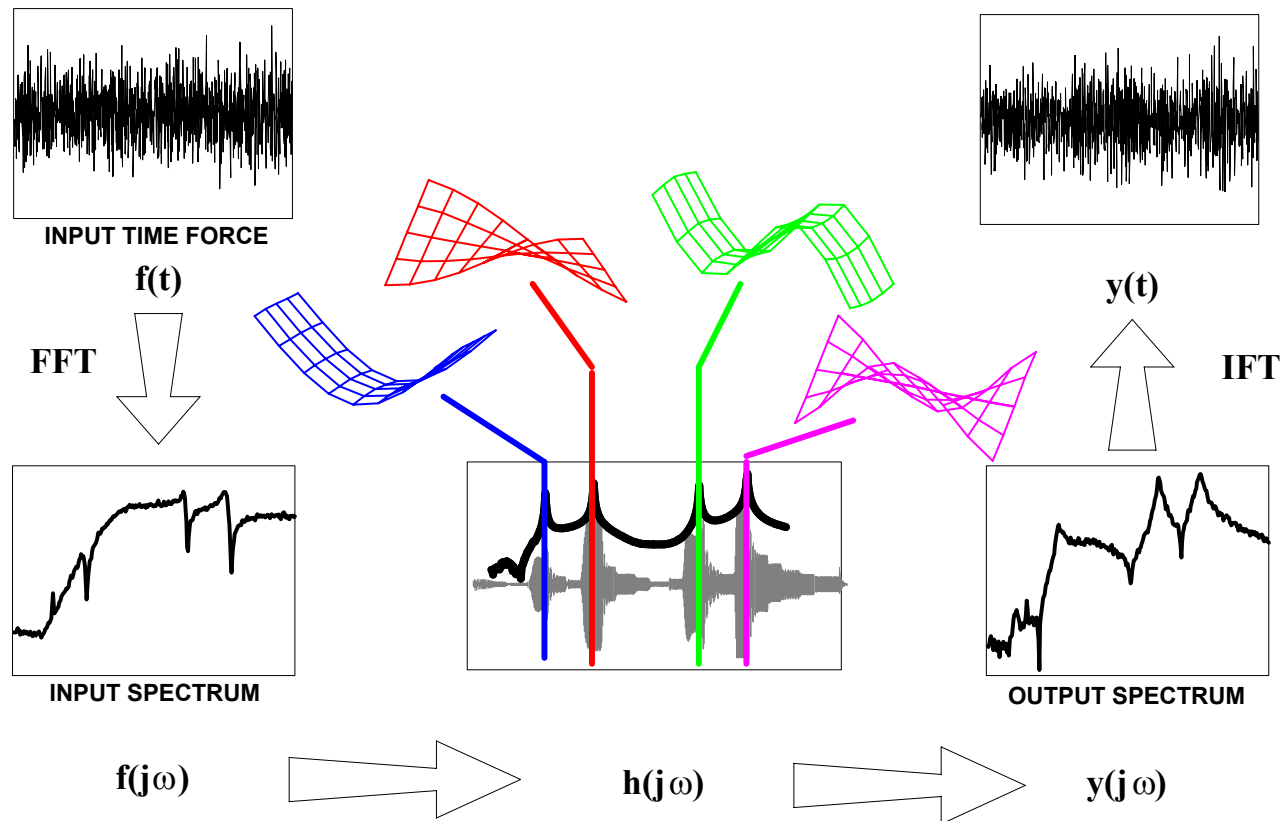 INPUT TIME FORCE
f(t)
y(t)
FFT
IFT
INPUT SPECTRUM
OUTPUT SPECTRUM
f(jω)
h(jω)
y(jω)